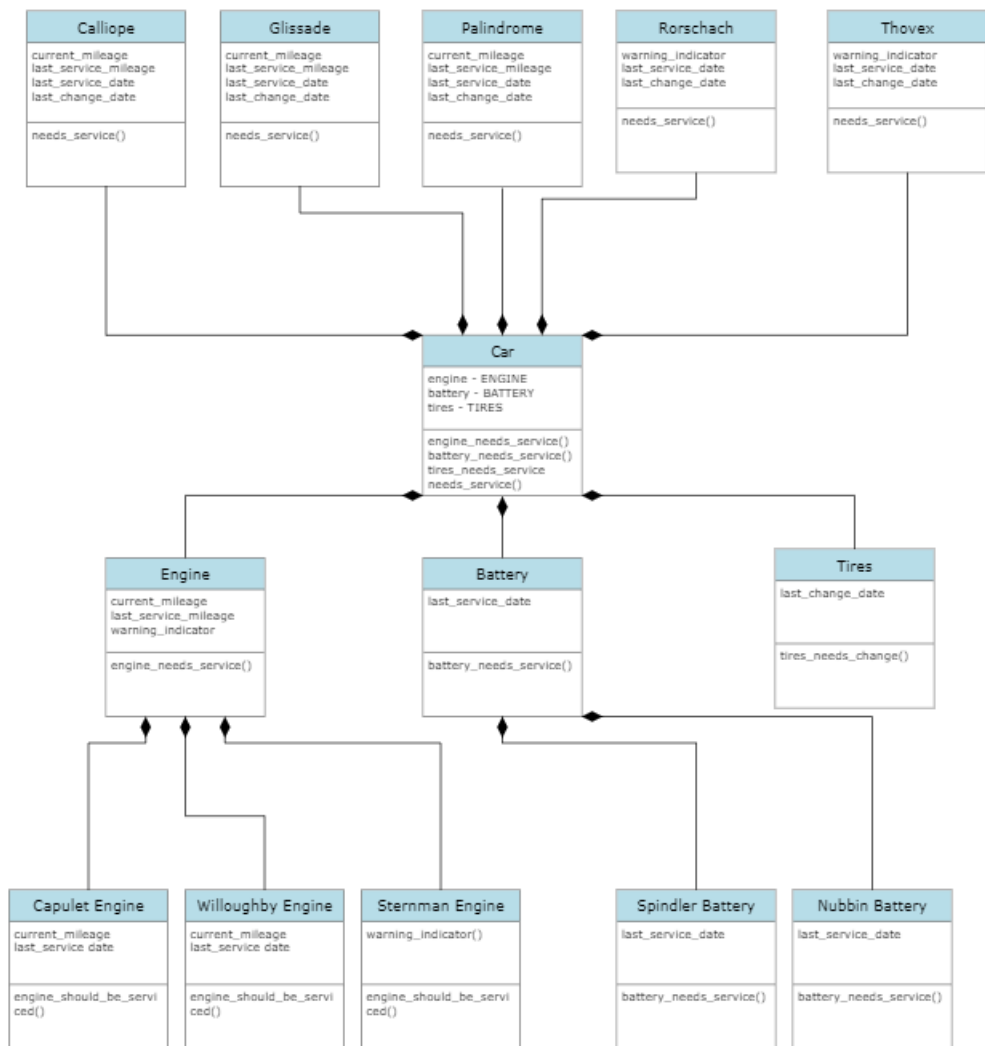 Calliope
current_mileage
last_service_mileage
last_service_date
last_change_date
needs_service()
Glissade
current_mileage
last_service_mileage
last_service_date
last_change_date
needs_service()
Palindrome
current_mileage
last_service_mileage
last_service_date
last_change_date
needs_service()
Rorschach
warning_indicator
last_service_date
last_change_date
needs_service()
Thovex
warning_indicator
last_service_date
last_change_date
needs_service()
Car
engine - ENGINE
battery - BATTERY
tires - TIRES
engine_needs_service()
battery_needs_service()
tires_needs_service
needs_service()
Engine
current_mileage
last_service_mileage
warning_indicator
engine_needs_service()
Battery
last_service_date
battery_needs_service()
Tires
last_change_date
tires_needs_change()
Capulet Engine
current_mileage
last_service date
engine_should_be_servi
ced()
Willoughby Engine
current_mileage
last_service date
engine_should_be_servi
ced()
Sternman Engine
warning_indicator()
engine_should_be_servi
ced()
Spindler Battery
last_service_date
battery_needs_service()
Nubbin Battery
last_service_date
battery_needs_service()